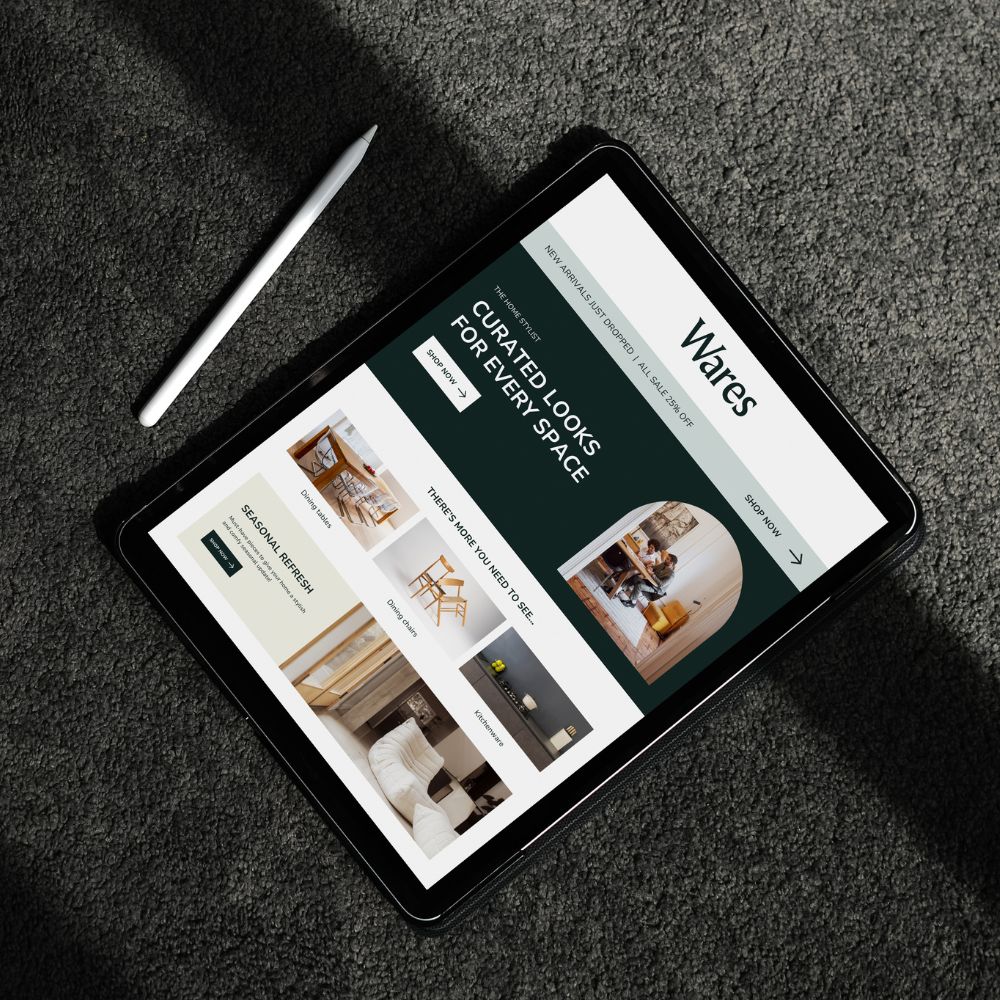 Wares
NEW ARRIVALS JUST DROPPED | ALL SALE 25% OFF
SHOP NOW
THE HOME STYLIST
CURATED LOOKS
FOR EVERY SPACE
SHOP NOW
THERE'S MORE YOU NEED TO SEE...
Dining tables
Dining chairs
Kitchenware
SEASONAL REFRESH
Must-have pieces to give your home a stylish
and comfy seasonal update!
SHOP NOW